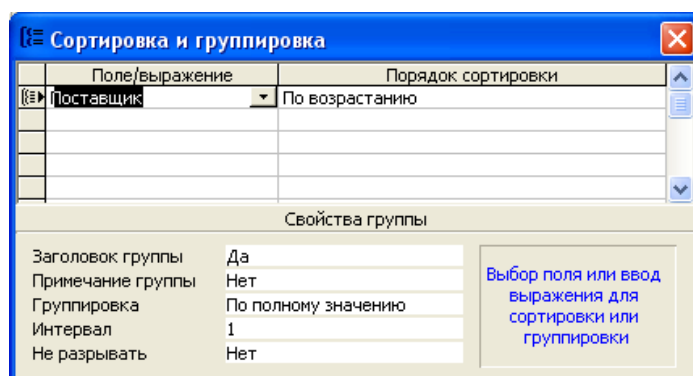 Сортировка и группировка
Поле/выражение Порядок сортировки
Поставщик По возрастанию
Свойства группы
Заголовок группы Да
Примечание группы Нет
Группировка По полному значению
Интервал 1
Не разрывать Нет
Выбор поля или ввод
выражения для
сортировки или
группировки